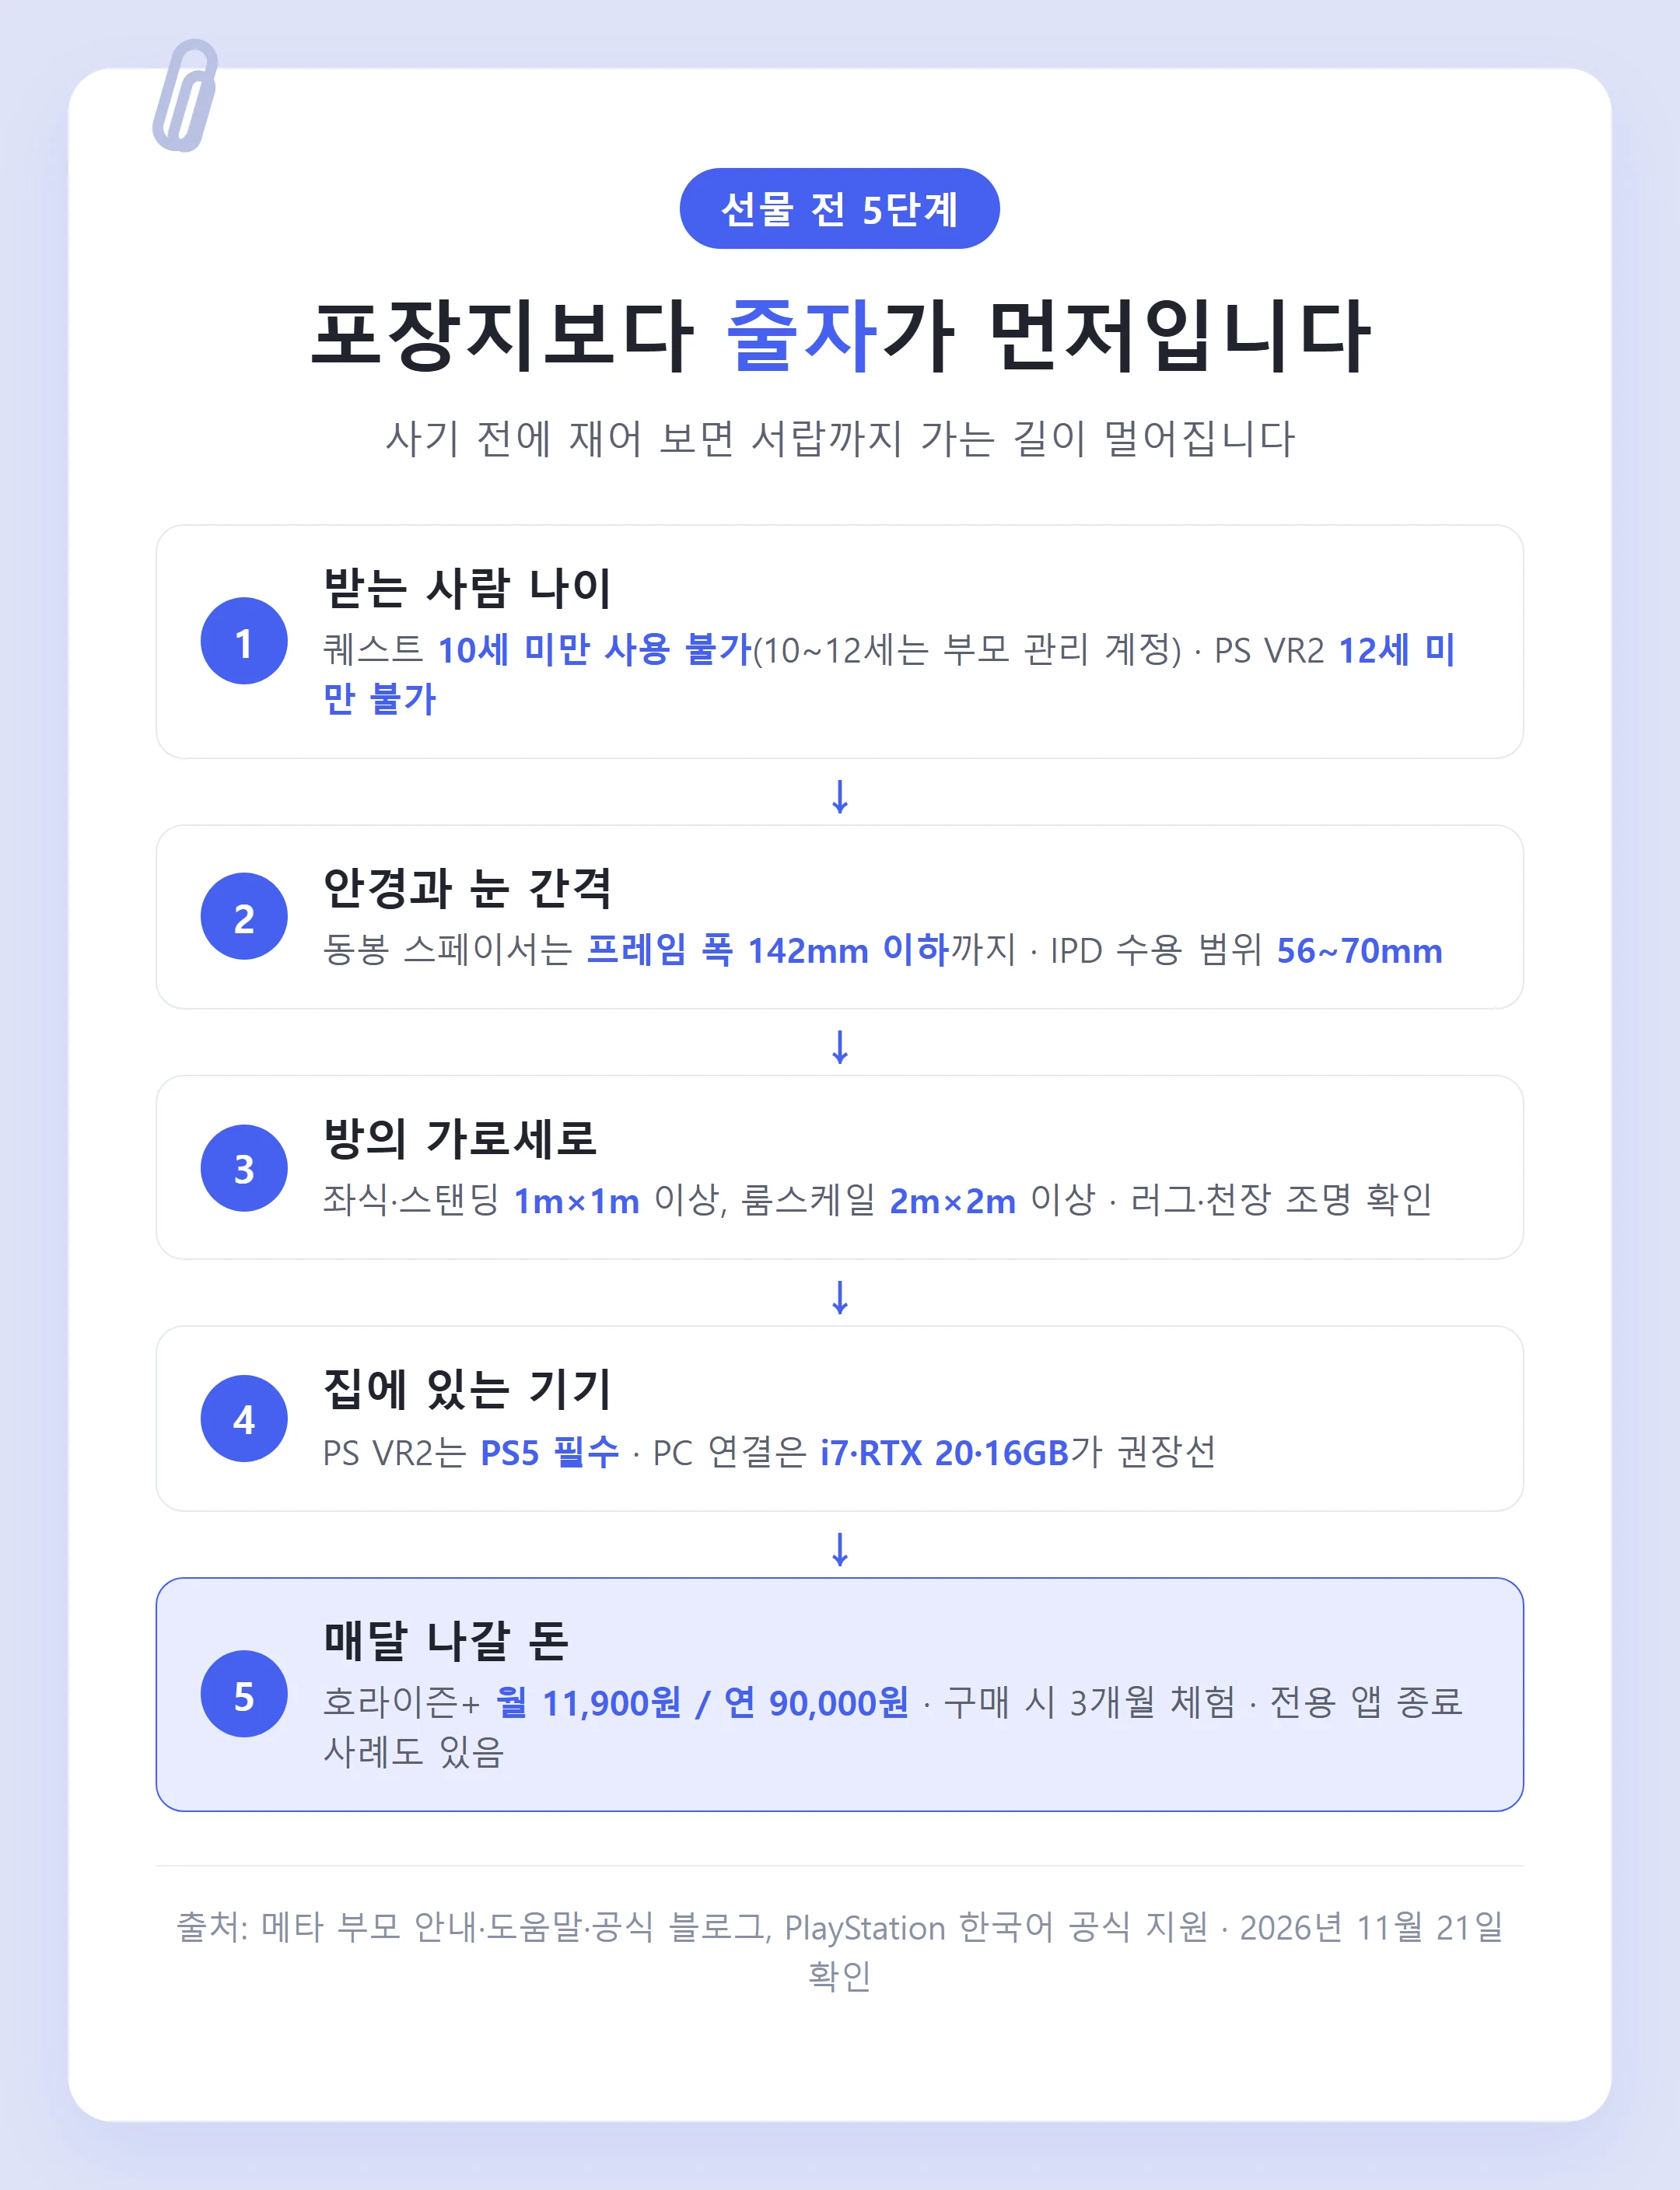 선물 전 5단계
포장지보다 줄자가 먼저입니다
사기 전에 재어 보면 서랍까지 가는 길이 멀어집니다
1
받는 사람 나이
퀘스트 10세 미만 사용 불가(10~12세는 부모 관리 계정) · PS VR2 12세 미
만 불가
↓
2
안경과 눈 간격
동봉 스페이서는 프레임 폭 142mm 이하까지 · IPD 수용 범위 56~70mm
↓
3
방의 가로세로
좌식·스탠딩 1m×1m 이상, 룸스케일 2m×2m 이상 · 러그·천장 조명 확인
↓
4
집에 있는 기기
PS VR2는 PS5 필수 · PC 연결은 i7·RTX 20·16GB가 권장선
↓
5
매달 나갈 돈
호라이즌+ 월 11,900원 / 연 90,000원 · 구매 시 3개월 체험 · 전용 앱 종료
사례도 있음
출처: 메타 부모 안내·도움말·공식 블로그, PlayStation 한국어 공식 지원 · 2026년 11월 21일
확인